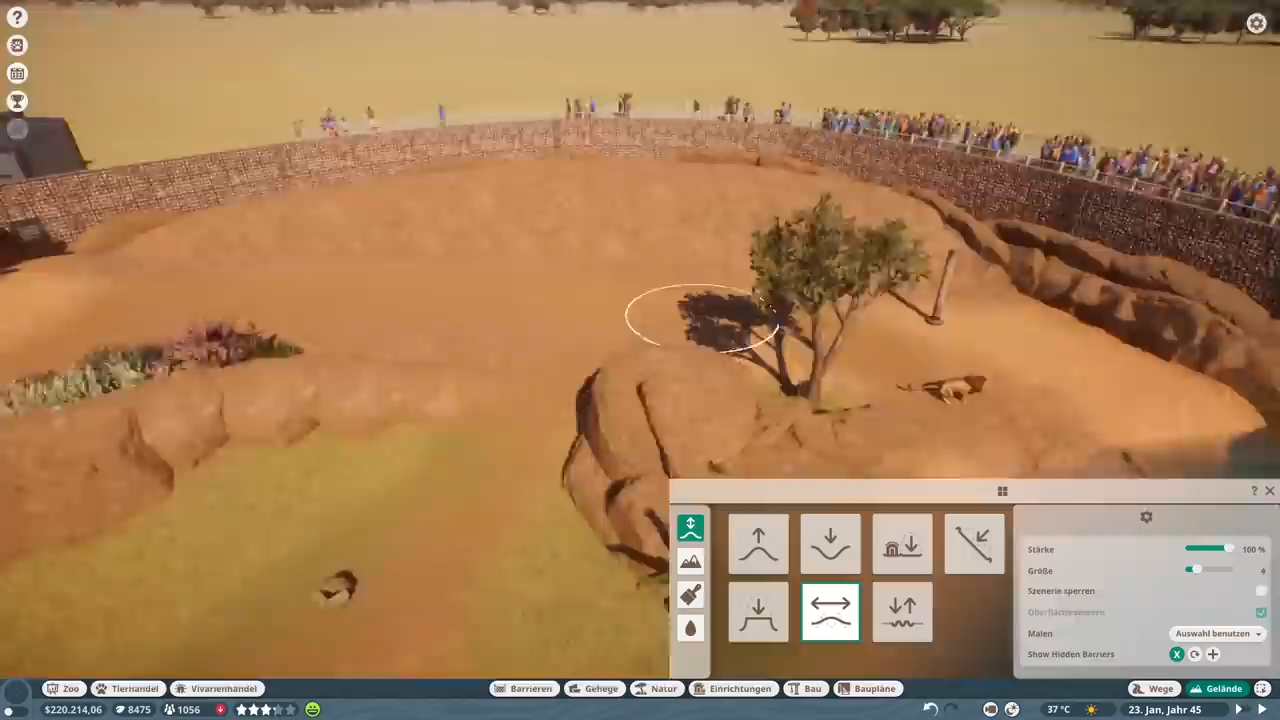 ?
? ×
Stärke 100 %
Größe 4
Szenerie sperren
Malen Auswahl benutzen
Show Hidden Barriers X
Zoo Tierhandel Vivarienhandel Barrieren Gehege Natur Einrichtungen Bau Baupläne Wege Gelände
$220.214,06 8475 1056 37 °C 23. Jan, Jahr 45